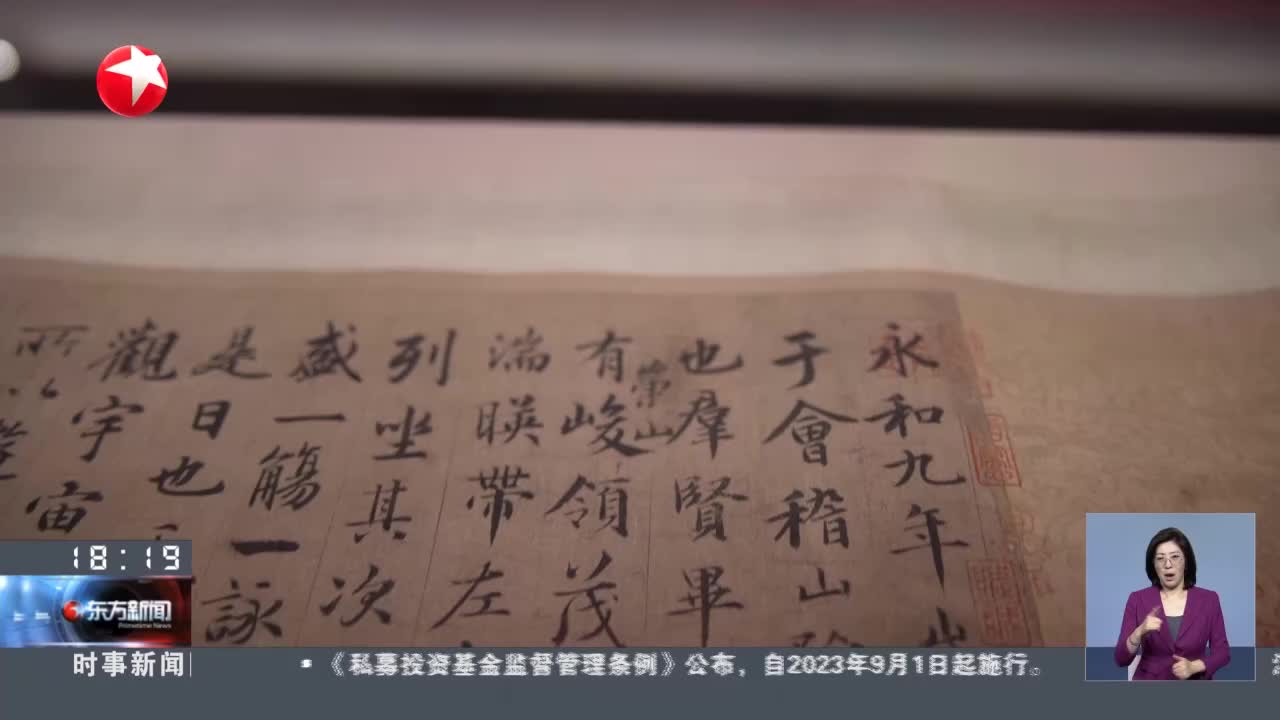 永和九年
于會稽山
也羣賢畢
有崇山峻領茂
湍暎帶左
列坐其次
盛一觴一詠
是日也
觀宇宙
所
18:19
东方新闻
Primetime News
时事新闻
《私募投资基金监督管理条例》公布，自2023年9月1日起施行。